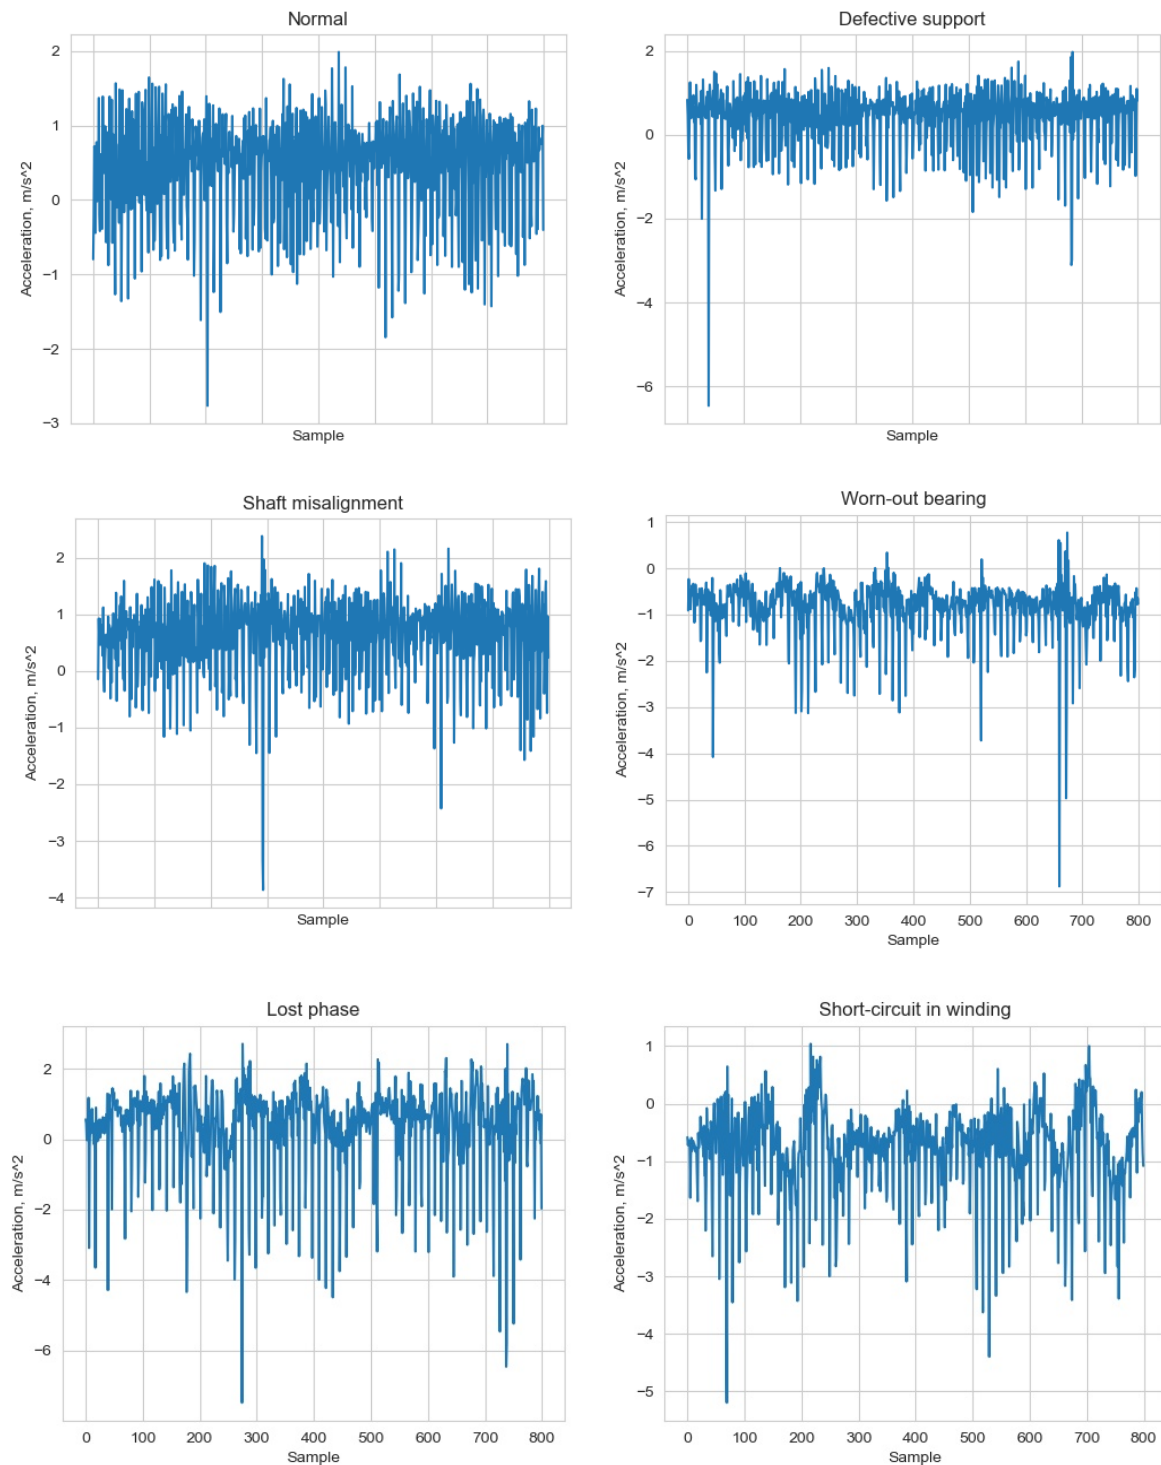 Normal
2
1
0
−1
−2
−3
Acceleration, m/s^2
Sample
Defective support
2
0
−2
−4
−6
Acceleration, m/s^2
Sample
Shaft misalignment
2
1
0
−1
−2
−3
−4
Acceleration, m/s^2
Sample
Worn-out bearing
1
0
−1
−2
−3
−4
−5
−6
−7
Acceleration, m/s^2
0 100 200 300 400 500 600 700 800
Sample
Lost phase
2
0
−2
−4
−6
Acceleration, m/s^2
0 100 200 300 400 500 600 700 800
Sample
Short-circuit in winding
1
0
−1
−2
−3
−4
−5
Acceleration, m/s^2
0 100 200 300 400 500 600 700 800
Sample